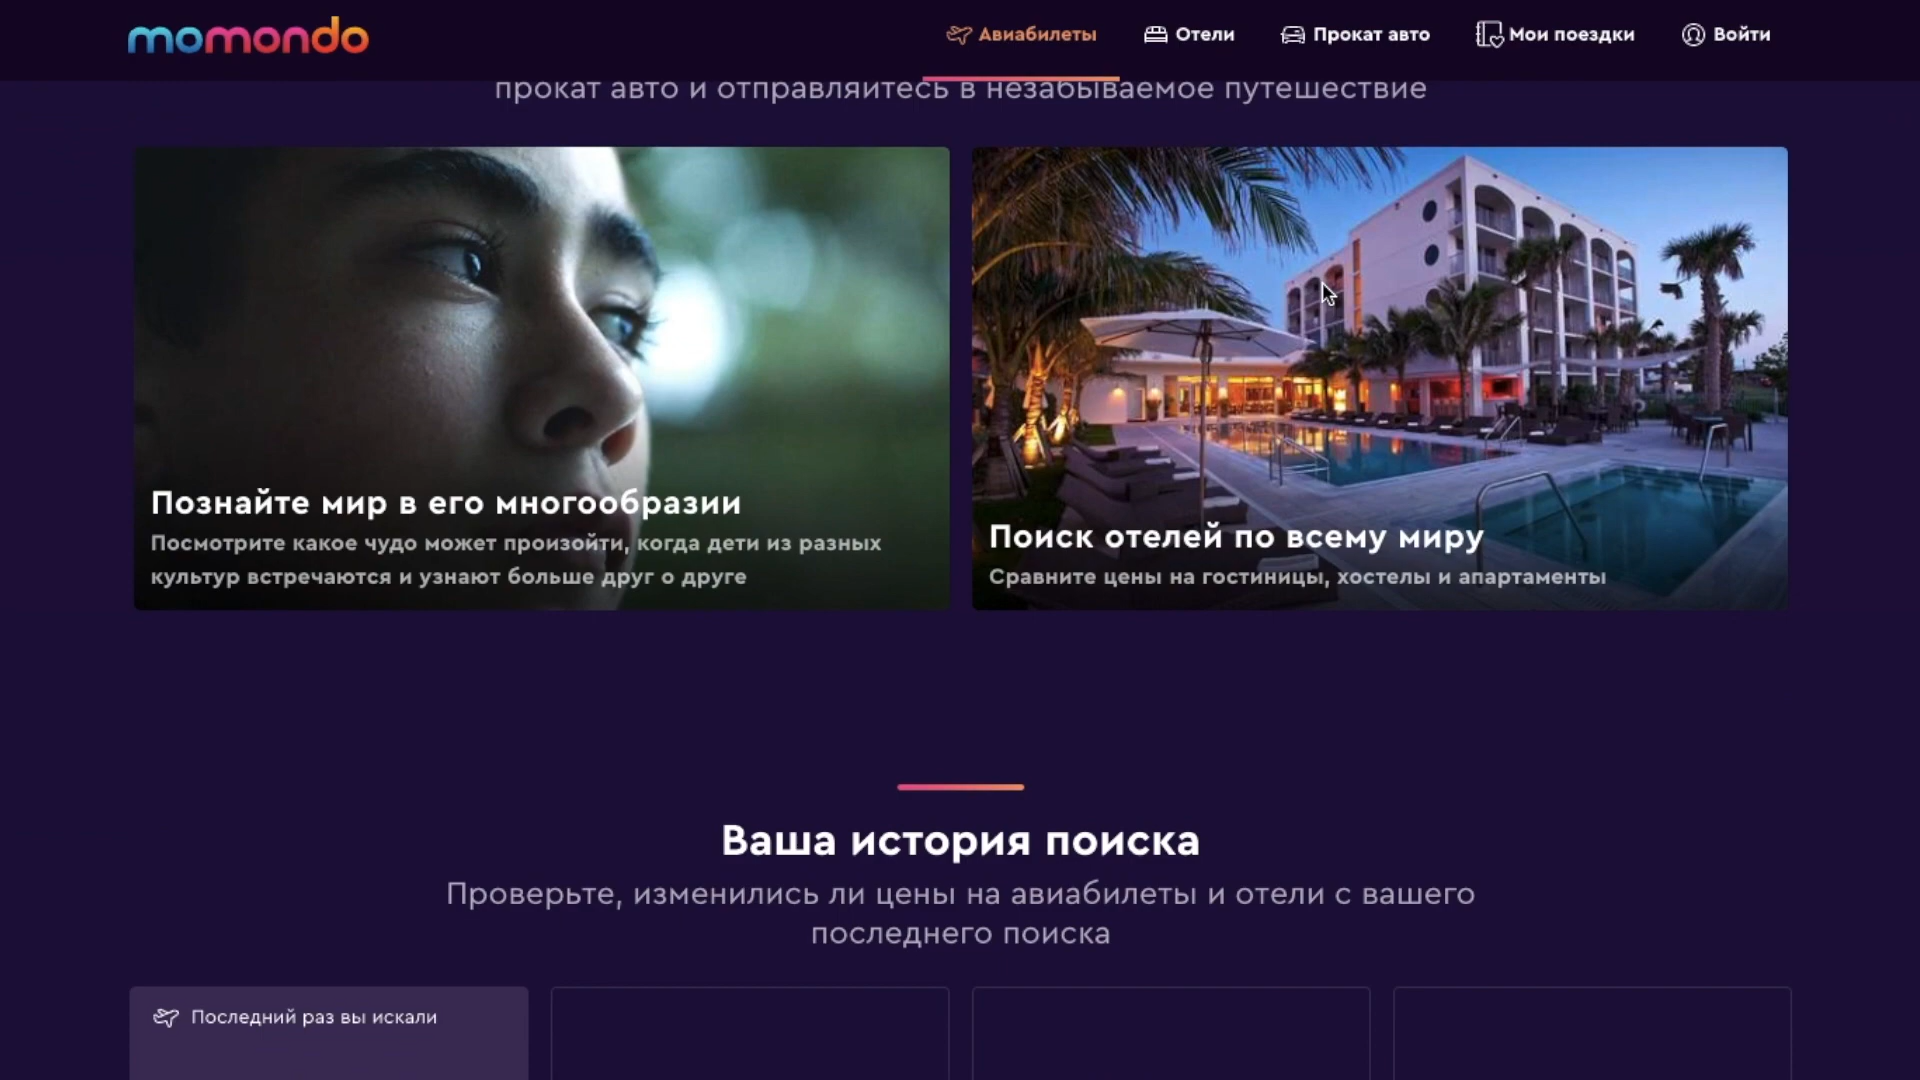 momondo
Авиабилеты
Отели
Прокат авто
Мои поездки
Войти
прокат авто и отправляйтесь в незабываемое путешествие
Познайте мир в его многообразии
Посмотрите какое чудо может произойти, когда дети из разных
культур встречаются и узнают больше друг о друге
Поиск отелей по всему миру
Сравните цены на гостиницы, хостелы и апартаменты
Ваша история поиска
Проверьте, изменились ли цены на авиабилеты и отели с вашего
последнего поиска
Последний раз вы искали